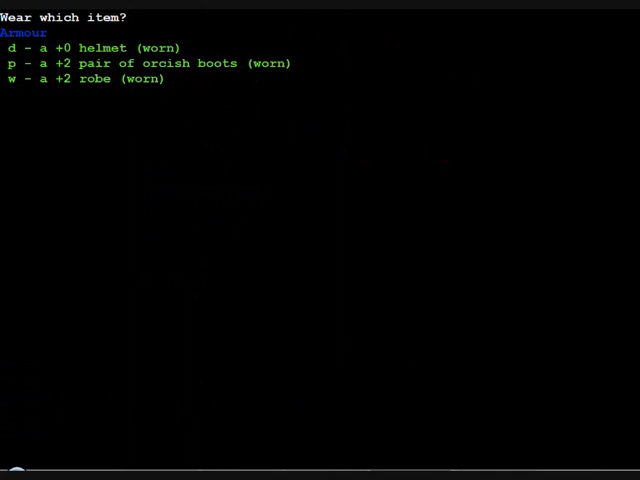 Wear which item?
Armour
d - a +0 helmet (worn)
p - a +2 pair of orcish boots (worn)
w - a +2 robe (worn)